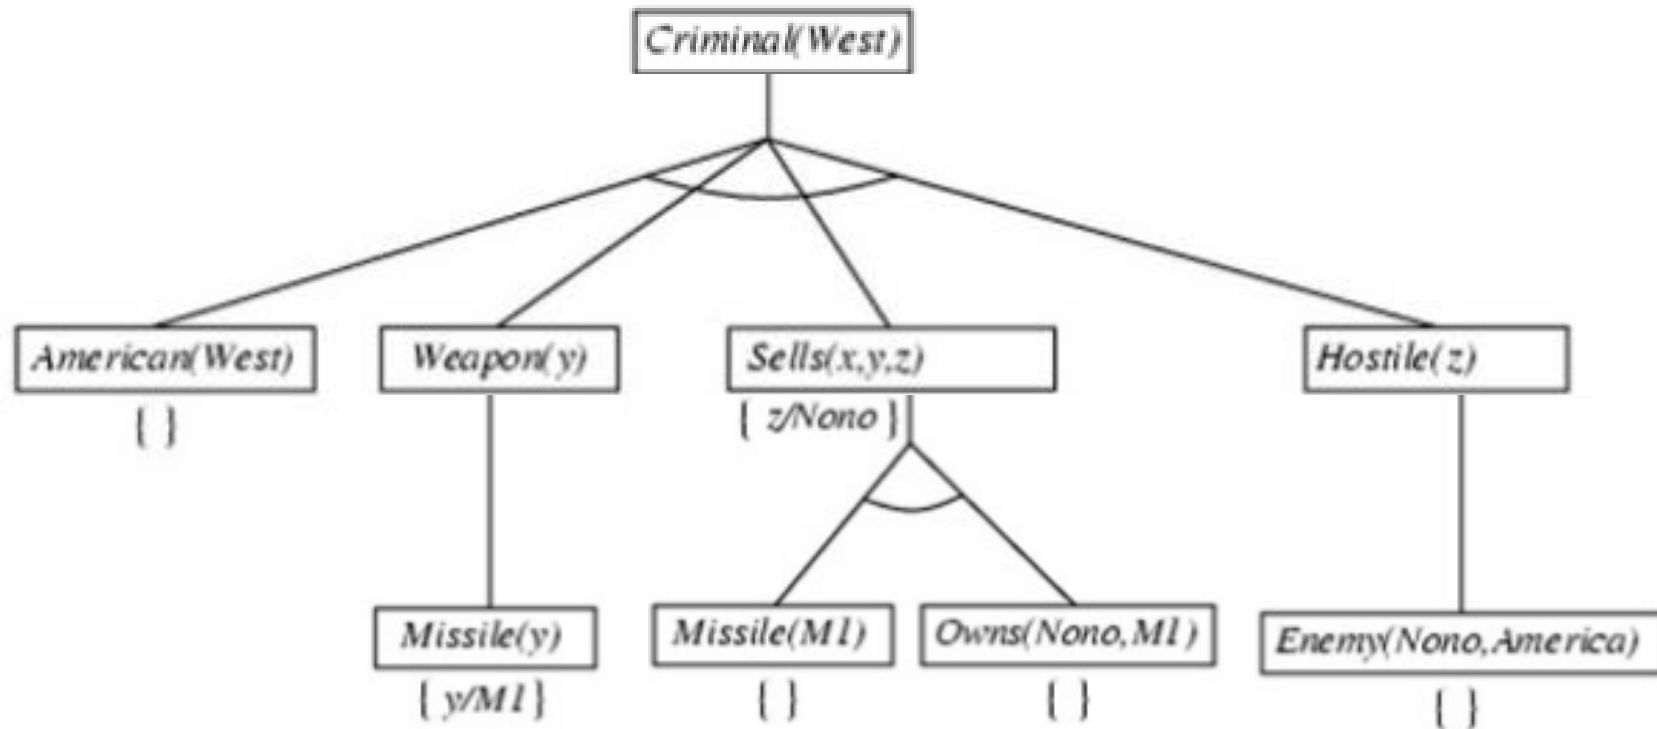 Criminal(West)
American(West)
Weapon(y)
Sells(x,y,z)
Hostile(z)
{ }
{ z/Nono }
Missile(y)
Missile(M1)
Owns(Nono,M1)
Enemy(Nono,America)
{ y/M1 }
{ }
{ }
{ }